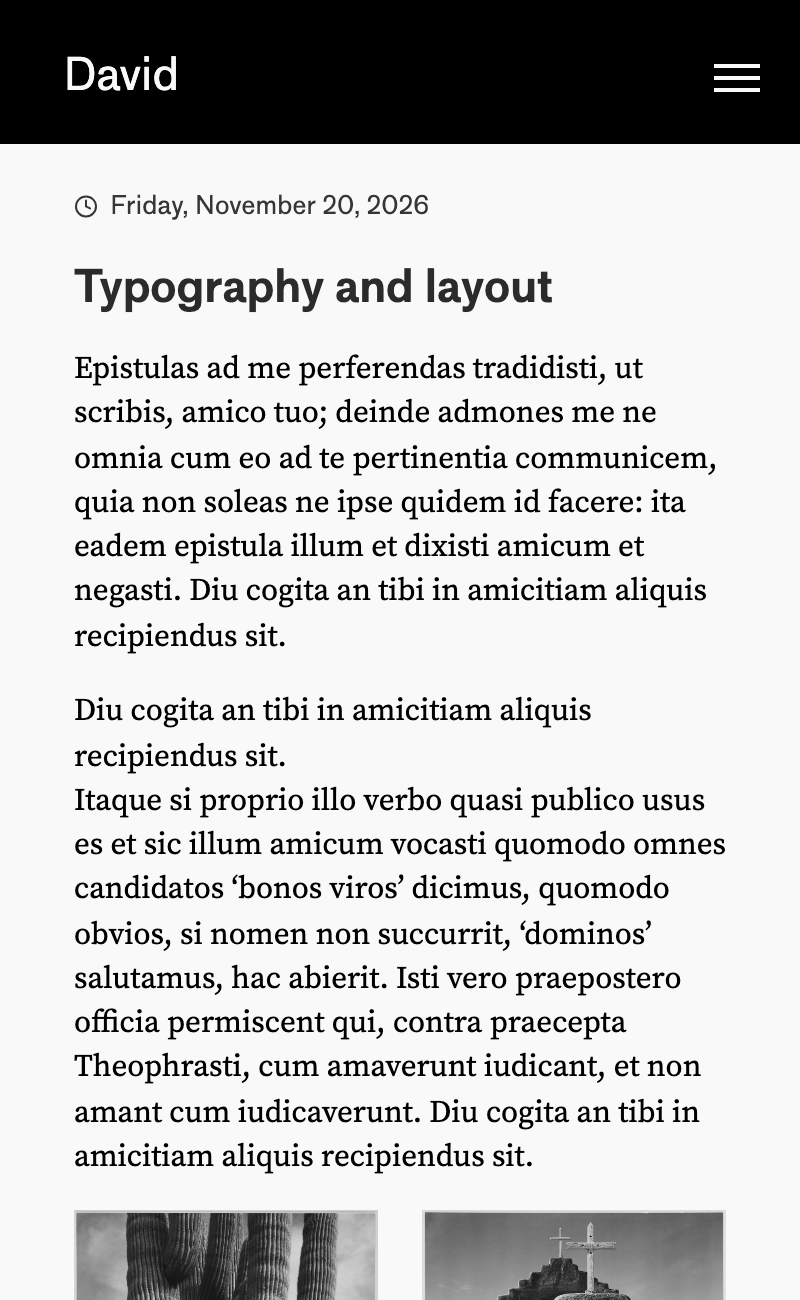 David
Friday, November 20, 2026
Typography and layout
Epistulas ad me perferendas tradidisti, ut
scribis, amico tuo; deinde admones me ne
omnia cum eo ad te pertinentia communicem,
quia non soleas ne ipse quidem id facere: ita
eadem epistula illum et dixisti amicum et
negasti. Diu cogita an tibi in amicitiam aliquis
recipiendus sit.
Diu cogita an tibi in amicitiam aliquis
recipiendus sit.
Itaque si proprio illo verbo quasi publico usus
es et sic illum amicum vocasti quomodo omnes
candidatos ‘bonos viros’ dicimus, quomodo
obvios, si nomen non succurrit, ‘dominos’
salutamus, hac abierit. Isti vero praepostero
officia permiscent qui, contra praecepta
Theophrasti, cum amaverunt iudicant, et non
amant cum iudicaverunt. Diu cogita an tibi in
amicitiam aliquis recipiendus sit.